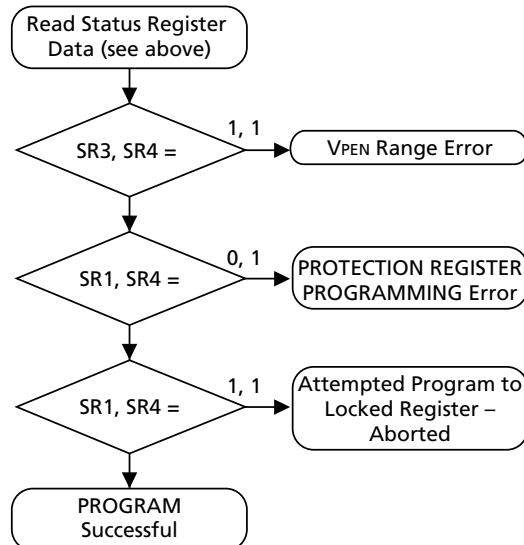 Read Status Register
Data (see above)
1, 1
SR3, SR4 =
VPEN Range Error
0, 1
SR1, SR4 =
PROTECTION REGISTER
PROGRAMMING Error
1, 1
SR1, SR4 =
Attempted Program to
Locked Register –
Aborted
PROGRAM
Successful